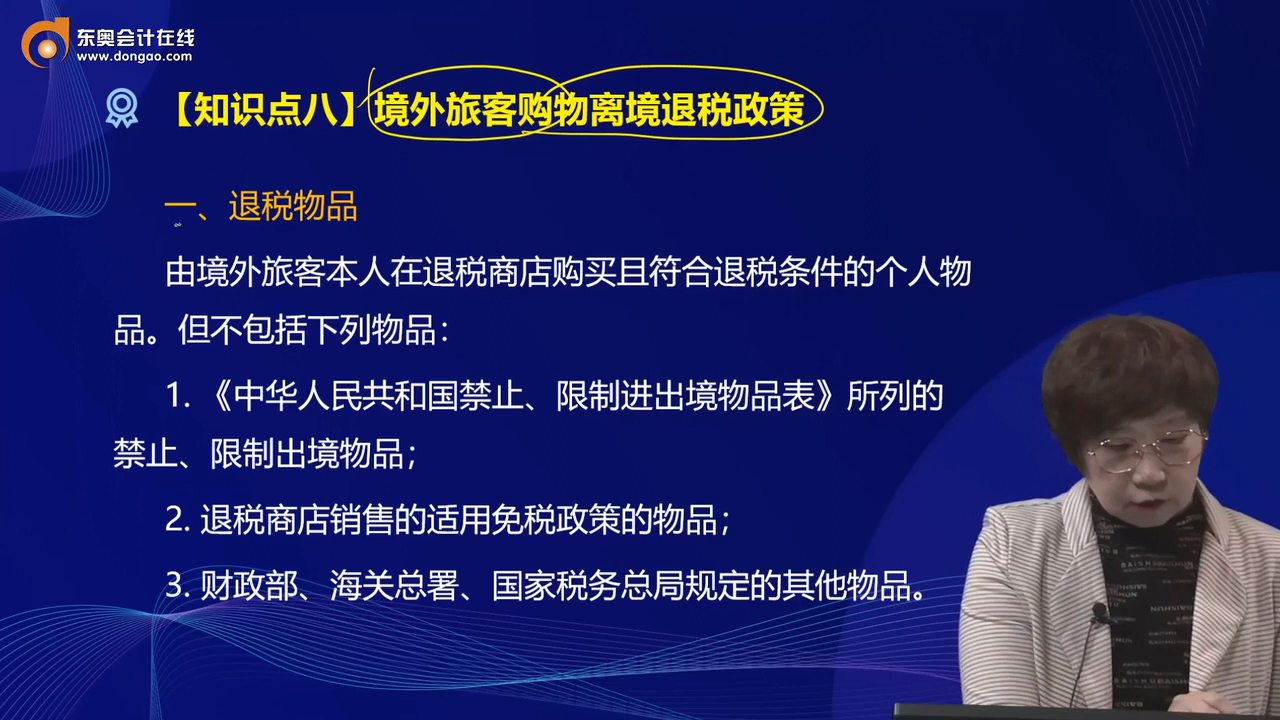 东奥会计在线
www.dongao.com
【知识点八】境外旅客购物离境退税政策
一、退税物品
由境外旅客本人在退税商店购买且符合退税条件的个人物
品。但不包括下列物品：
1. 《中华人民共和国禁止、限制进出境物品表》所列的
禁止、限制出境物品；
2. 退税商店销售的适用免税政策的物品；
3. 财政部、海关总署、国家税务总局规定的其他物品。